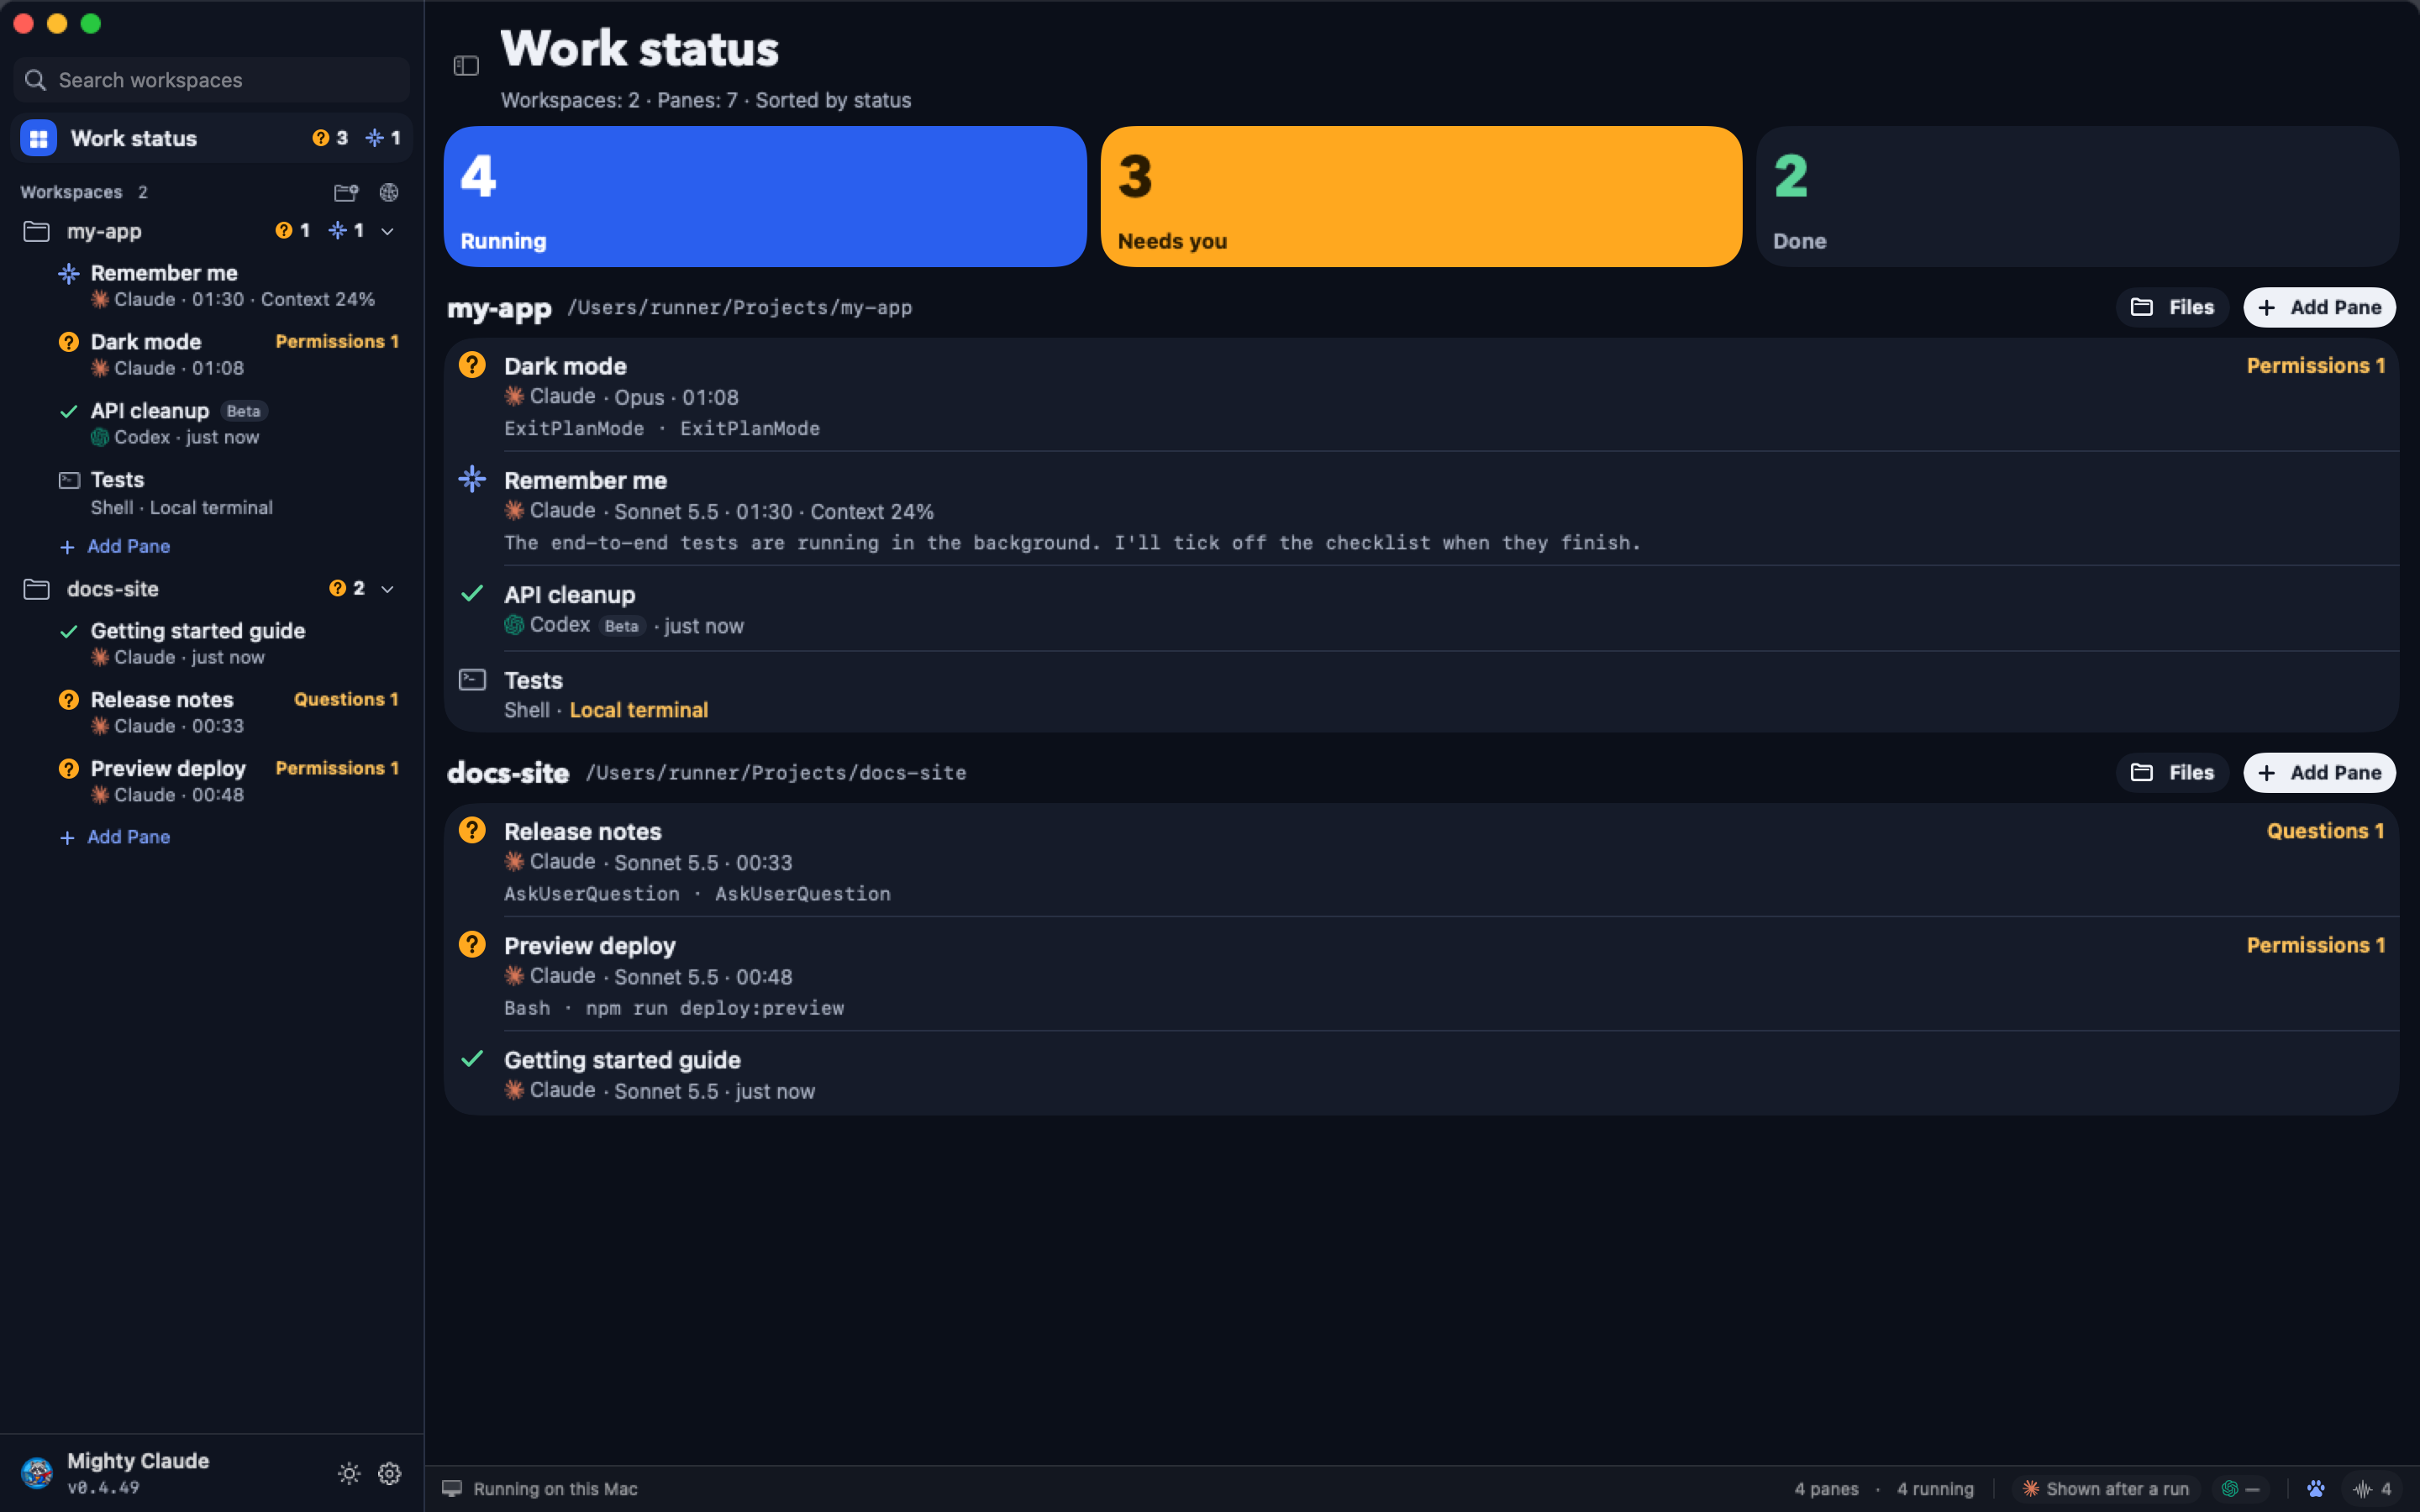 Search workspaces
Work status 3 1
Workspaces 2
my-app 1 1
Remember me
Claude · 01:30 · Context 24%
Dark mode Permissions 1
Claude · 01:08
API cleanup Beta
Codex · just now
Tests
Shell · Local terminal
+ Add Pane
docs-site 2
Getting started guide
Claude · just now
Release notes Questions 1
Claude · 00:33
Preview deploy Permissions 1
Claude · 00:48
+ Add Pane
Mighty Claude
v0.4.49
Work status
Workspaces: 2 · Panes: 7 · Sorted by status
4
Running
3
Needs you
2
Done
my-app /Users/runner/Projects/my-app Files + Add Pane
Dark mode Permissions 1
Claude · Opus · 01:08
ExitPlanMode · ExitPlanMode
Remember me
Claude · Sonnet 5.5 · 01:30 · Context 24%
The end-to-end tests are running in the background. I'll tick off the checklist when they finish.
API cleanup
Codex Beta · just now
Tests
Shell · Local terminal
docs-site /Users/runner/Projects/docs-site Files + Add Pane
Release notes Questions 1
Claude · Sonnet 5.5 · 00:33
AskUserQuestion · AskUserQuestion
Preview deploy Permissions 1
Claude · Sonnet 5.5 · 00:48
Bash · npm run deploy:preview
Getting started guide
Claude · Sonnet 5.5 · just now
Running on this Mac 4 panes · 4 running Shown after a run — 4